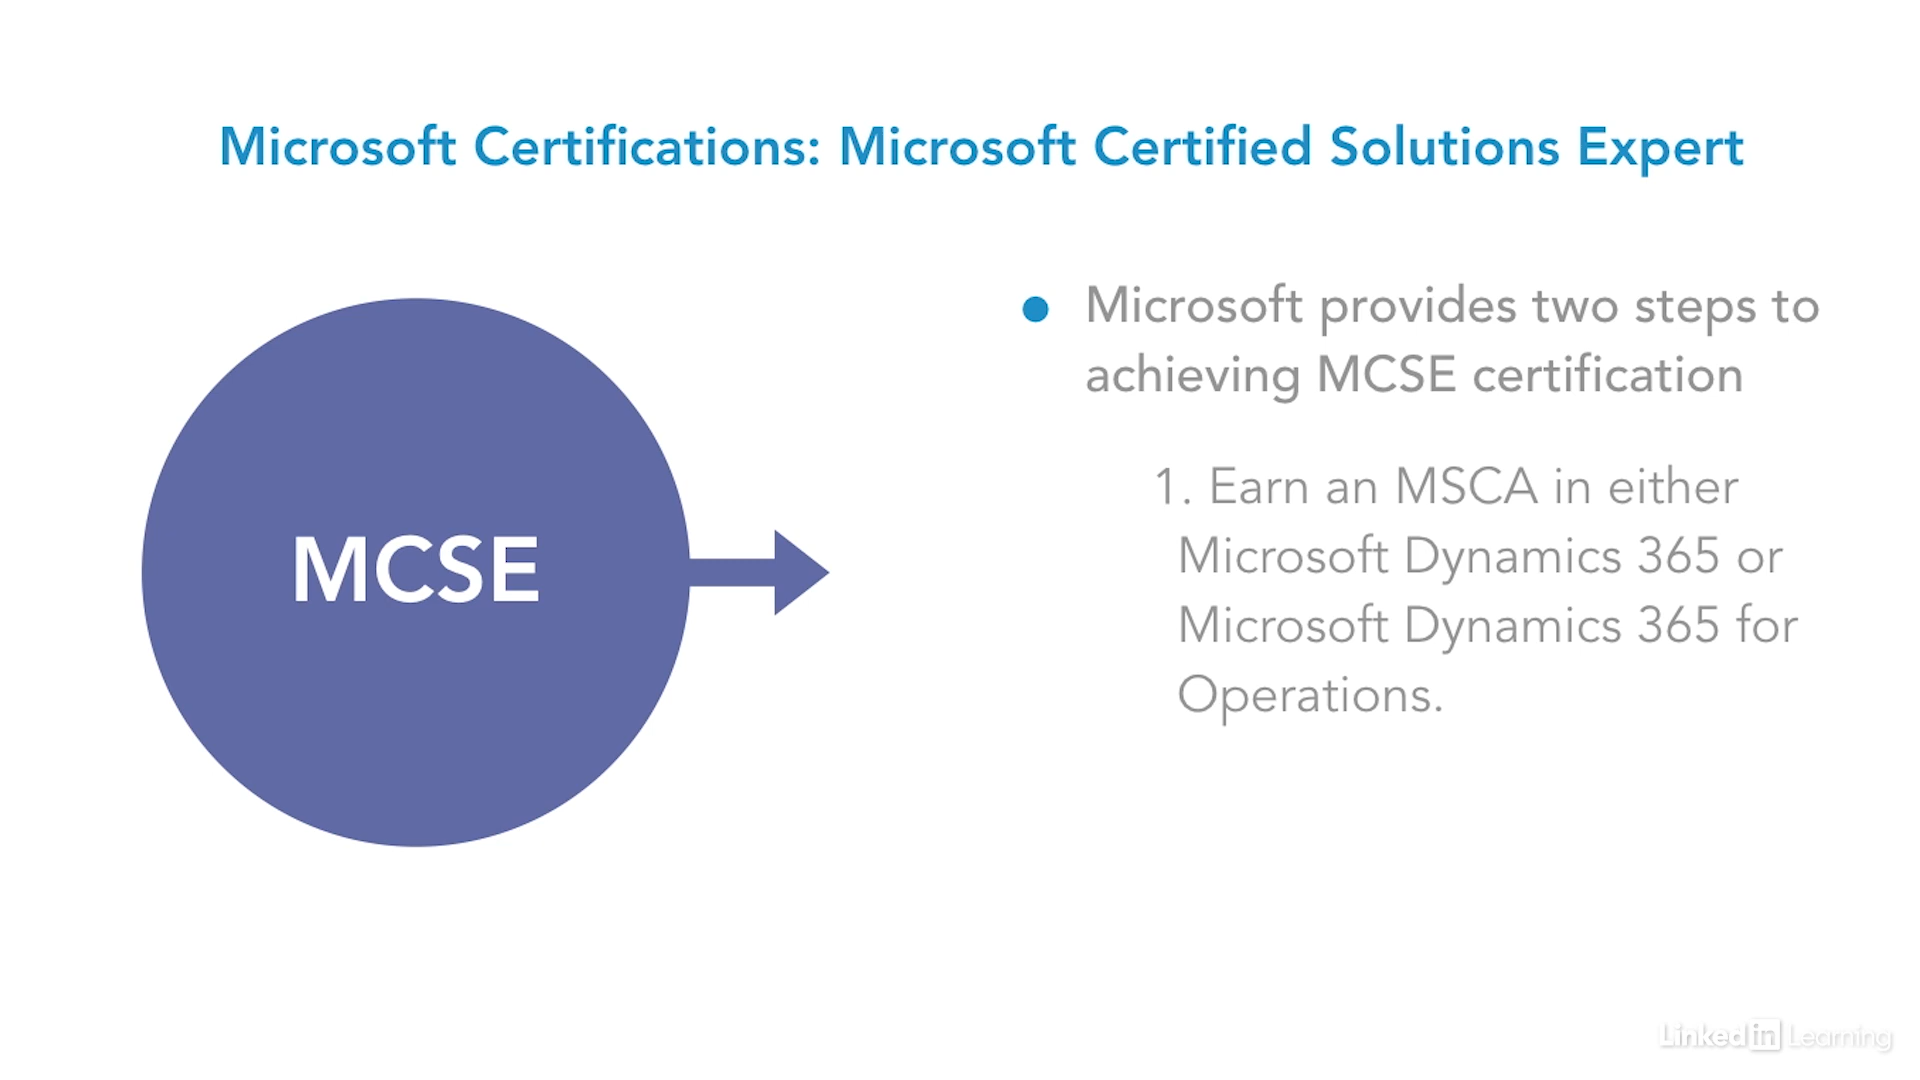 Microsoft Certifications: Microsoft Certified Solutions Expert
MCSE
• Microsoft provides two steps to
achieving MCSE certification
1. Earn an MSCA in either
Microsoft Dynamics 365 or
Microsoft Dynamics 365 for
Operations.
Linked in Learning